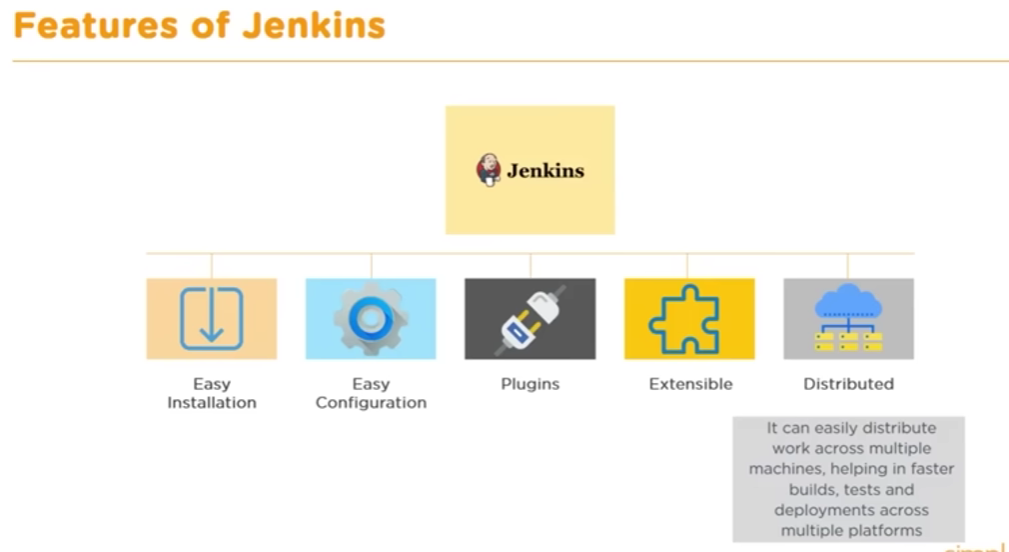 Features of Jenkins
Jenkins
Easy
Installation
Easy
Configuration
Plugins
Extensible
Distributed
It can easily distribute
work across multiple
machines, helping in faster
builds, tests and
deployments across
multiple platforms